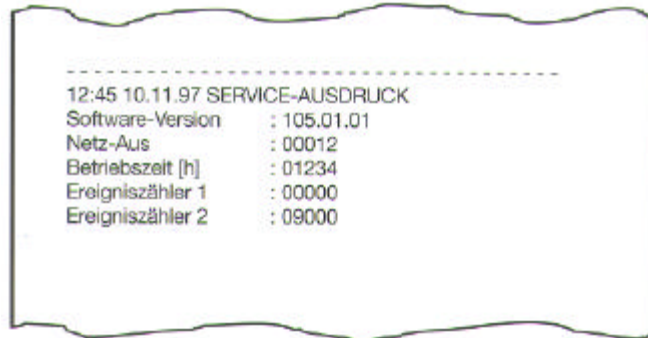 12:45 10.11.97 SERVICE-AUSDRUCK
Software-Version : 105.01.01
Netz-Aus : 00012
Betriebszeit [h] : 01234
Ereigniszähler 1 : 00000
Ereigniszähler 2 : 09000